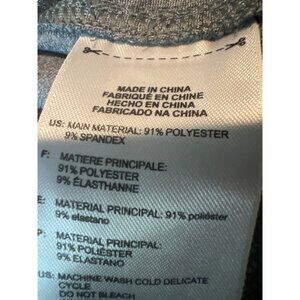 MADE IN CHINA
FABRIQUÉ EN CHINE
HECHO EN CHINA
FABRICADO NA CHINA
US: MAIN MATERIAL: 91% POLYESTER
9% SPANDEX
F: MATIERE PRINCIPALE:
91% POLYESTER
9% ÉLASTHANNE
E: MATERIAL PRINCIPAL: 91% poliéster
9% elastano
P: MATERIAL PRINCIPAL:
91% POLIÉSTER
9% ELASTANO
US: MACHINE WASH COLD DELICATE
CYCLE
DO NOT BLEACH